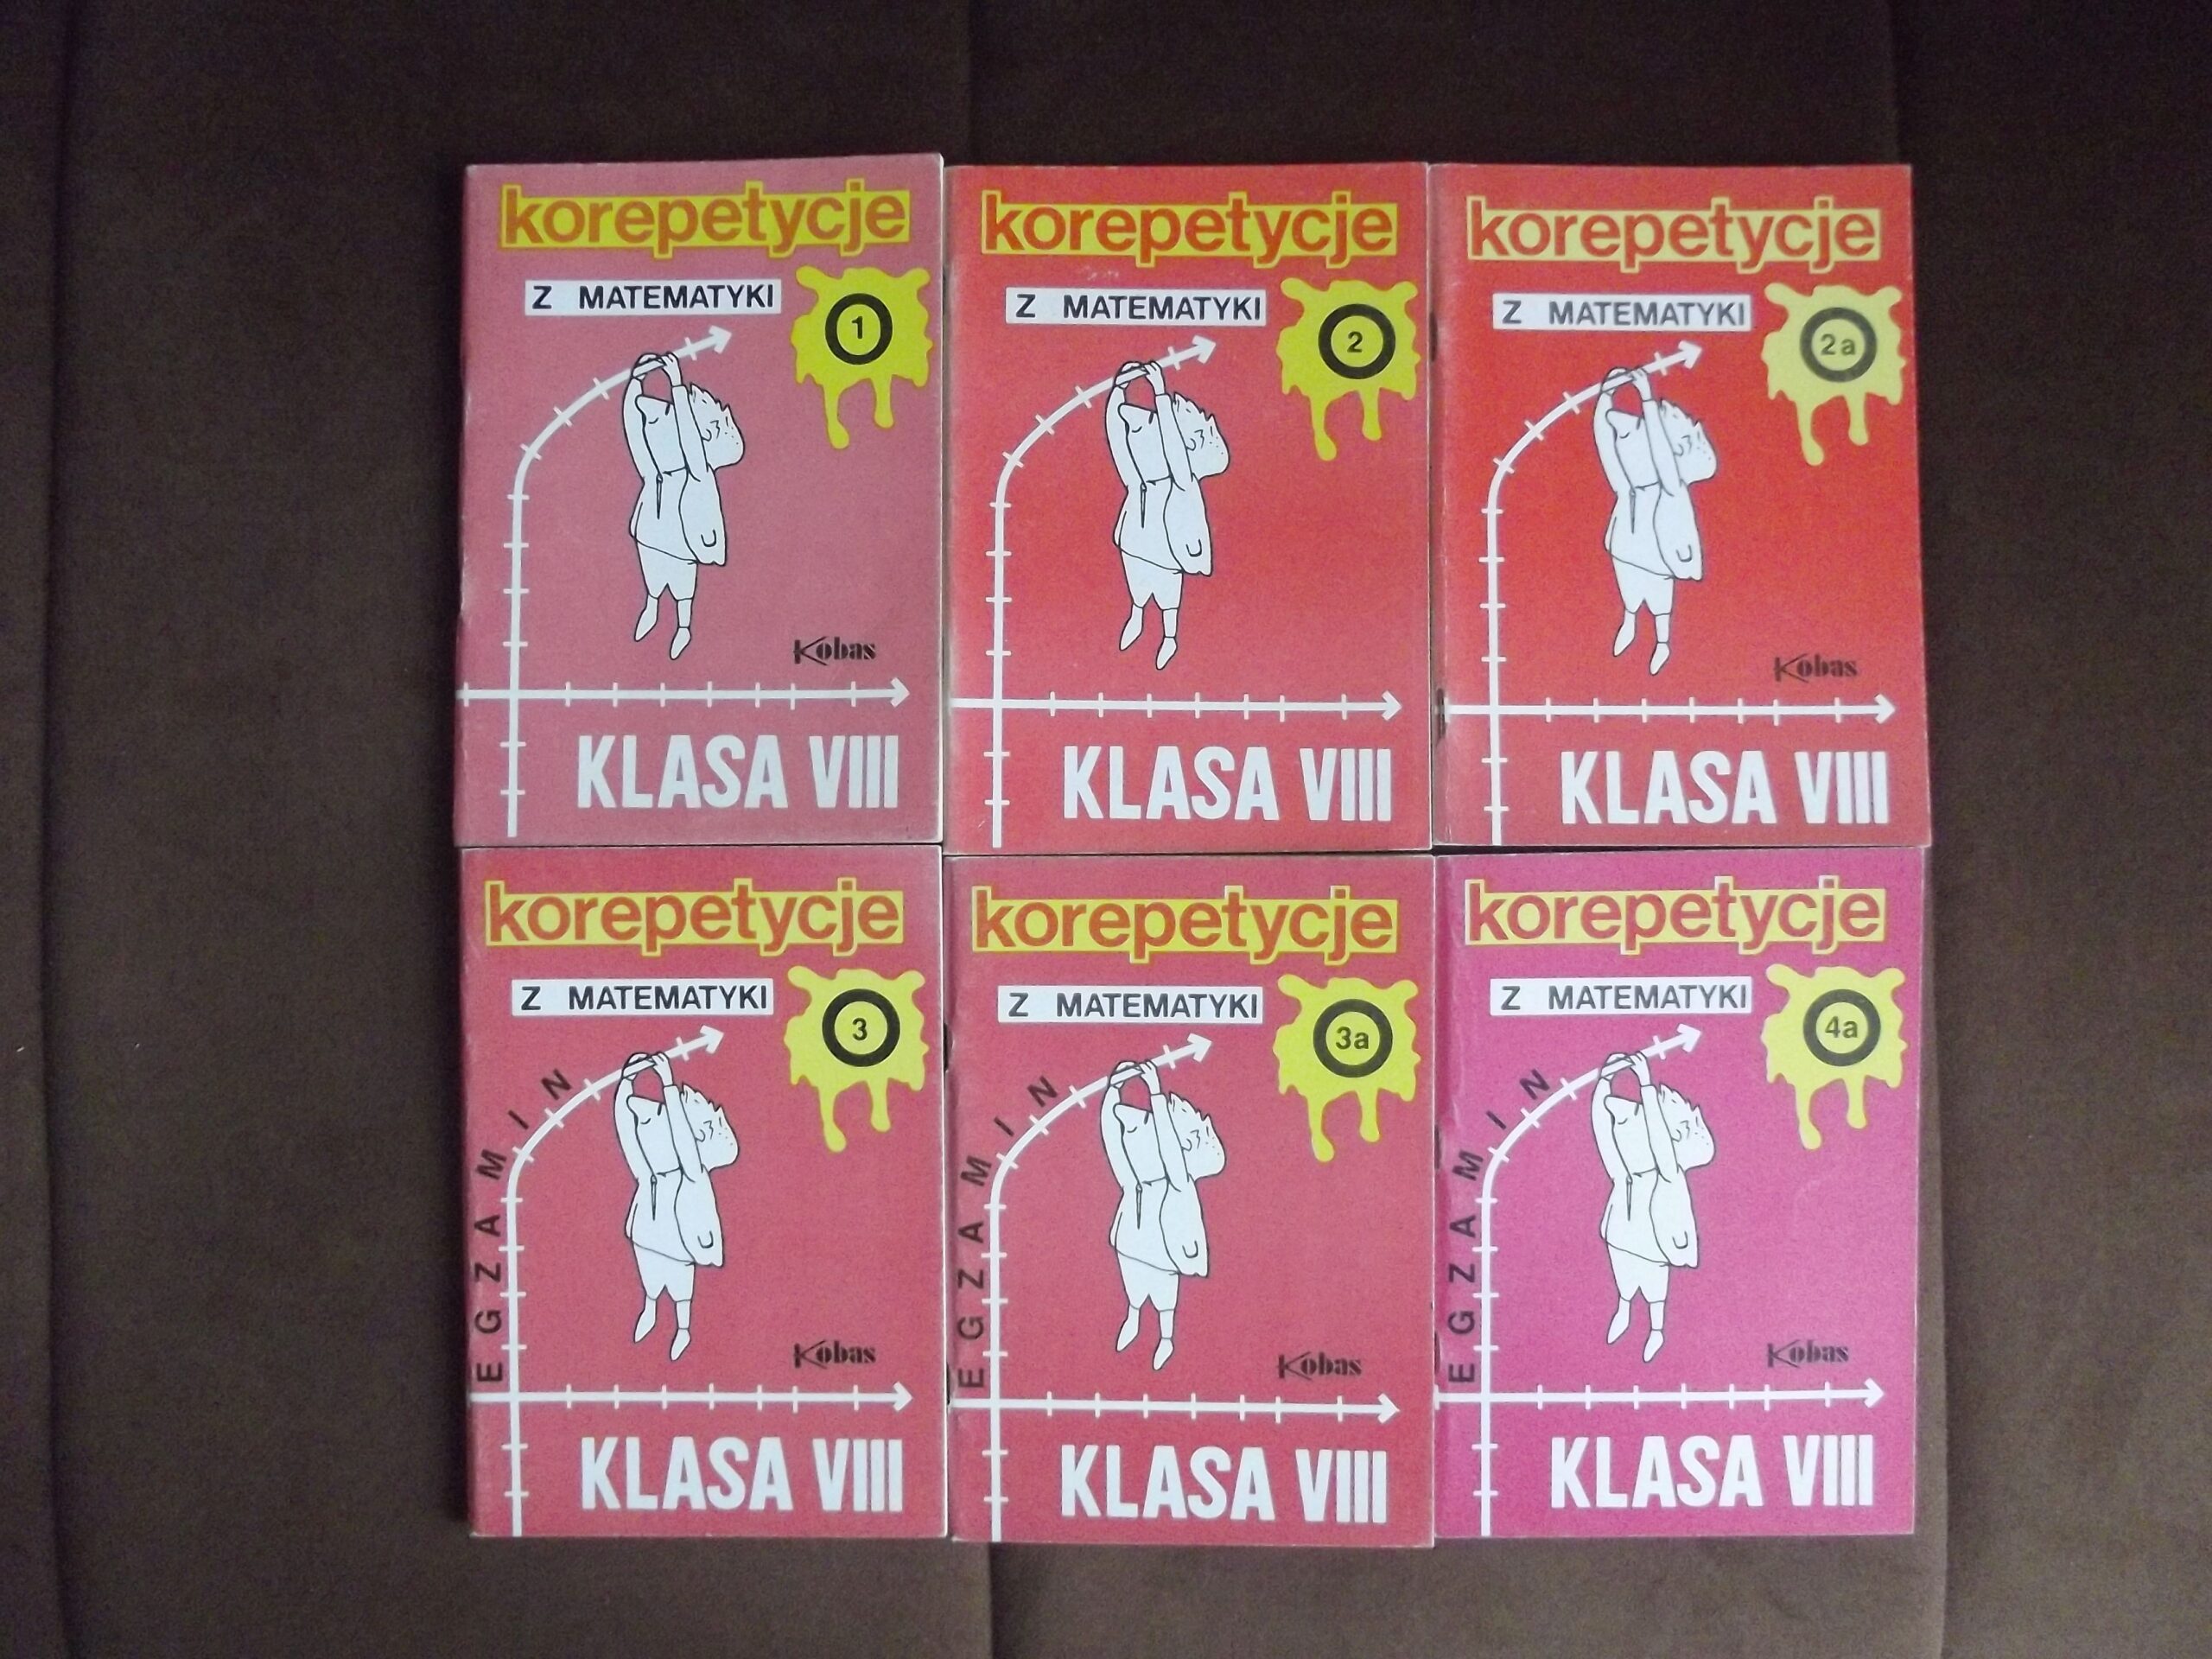 korepetycje
Z MATEMATYKI
1
Kobas
KLASA VIII
korepetycje
Z MATEMATYKI
2
KLASA VIII
korepetycje
Z MATEMATYKI
2a
Kobas
KLASA VIII
korepetycje
Z MATEMATYKI
3
EGZAMIN
Kobas
KLASA VIII
korepetycje
Z MATEMATYKI
3a
EGZAMIN
Kobas
KLASA VIII
korepetycje
Z MATEMATYKI
4a
EGZAMIN
Kobas
KLASA VIII